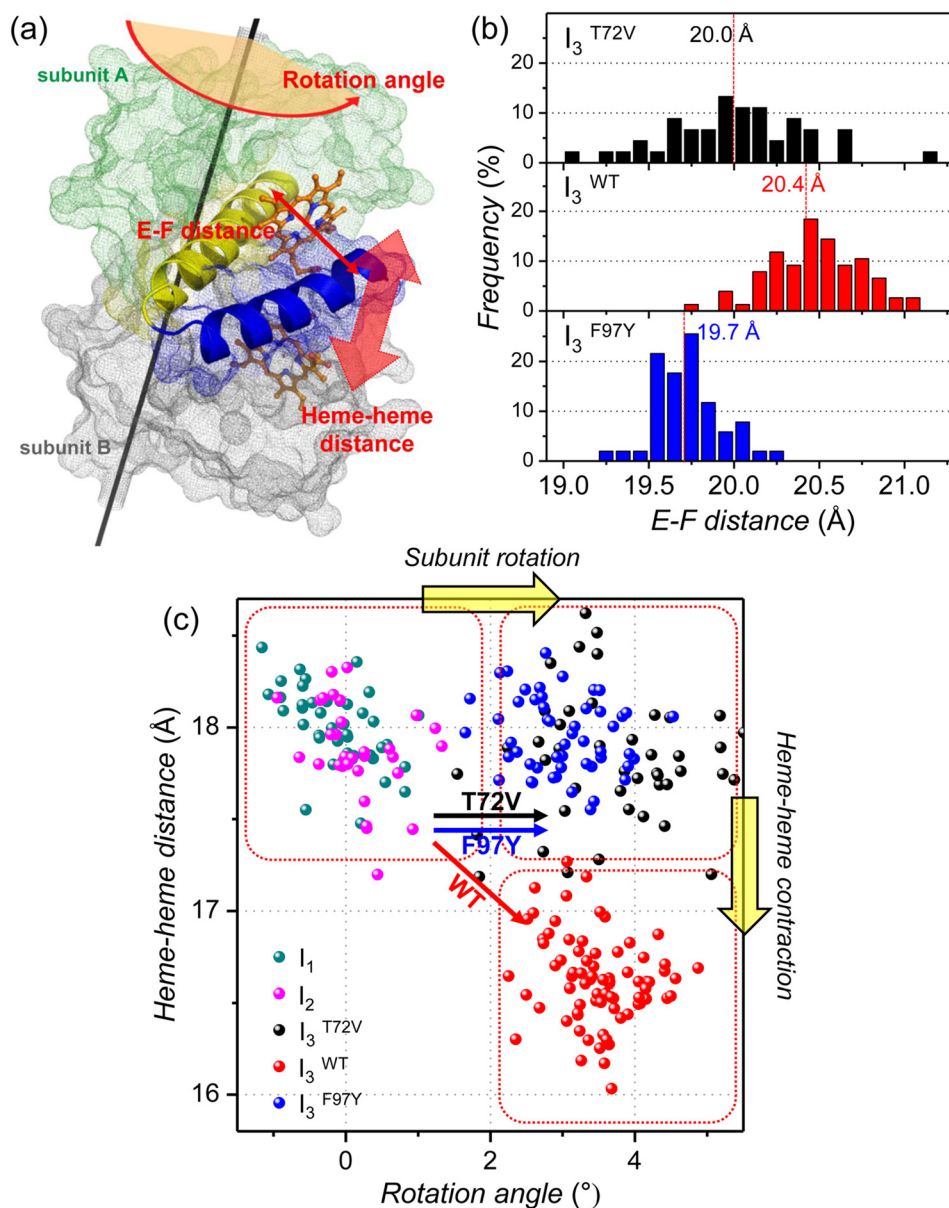 (a)
subunit A
Rotation angle
E-F distance
Heme-heme
distance
subunit B
(b)
I₃ T72V
20.0 Å
20
10
0
I₃ WT
20.4 Å
20
10
0
I₃ F97Y
19.7 Å
20
10
0
Frequency (%)
19.0 19.5 20.0 20.5 21.0
E-F distance (Å)
Subunit rotation
(c)
18
17
16
Heme-heme distance (Å)
T72V
F97Y
WT
Heme-heme contraction
I₁
I₂
I₃ T72V
I₃ WT
I₃ F97Y
0 2 4
Rotation angle (°)